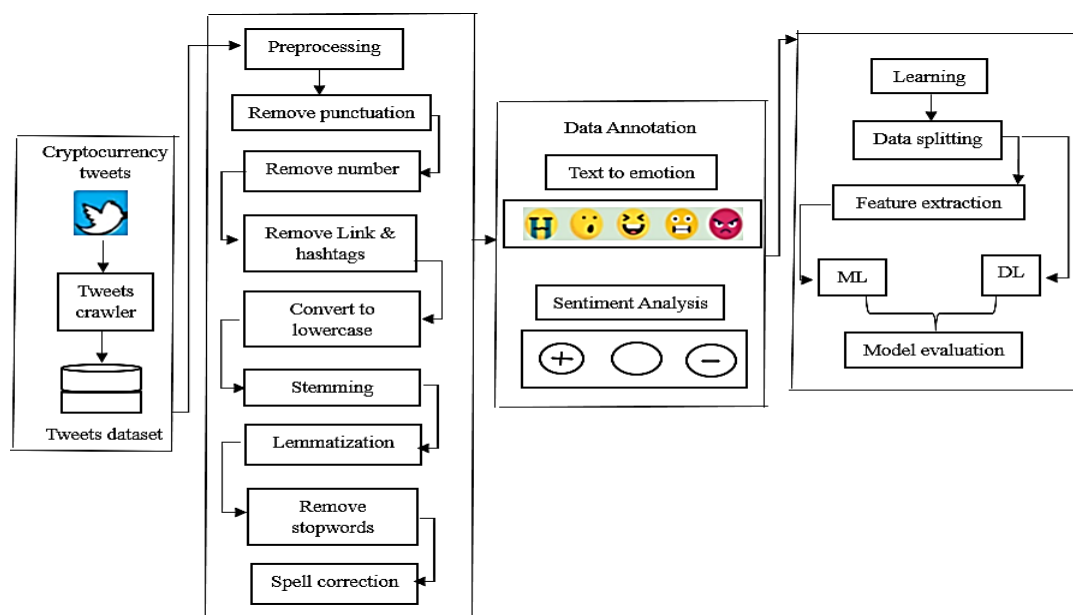 Cryptocurrency
tweets
Tweets
crawler
Tweets dataset
Preprocessing
Remove punctuation
Remove number
Remove Link &
hashtags
Convert to
lowercase
Stemming
Lemmatization
Remove
stopwords
Spell correction
Data Annotation
Text to emotion
Sentiment Analysis
Learning
Data splitting
Feature extraction
ML
DL
Model evaluation